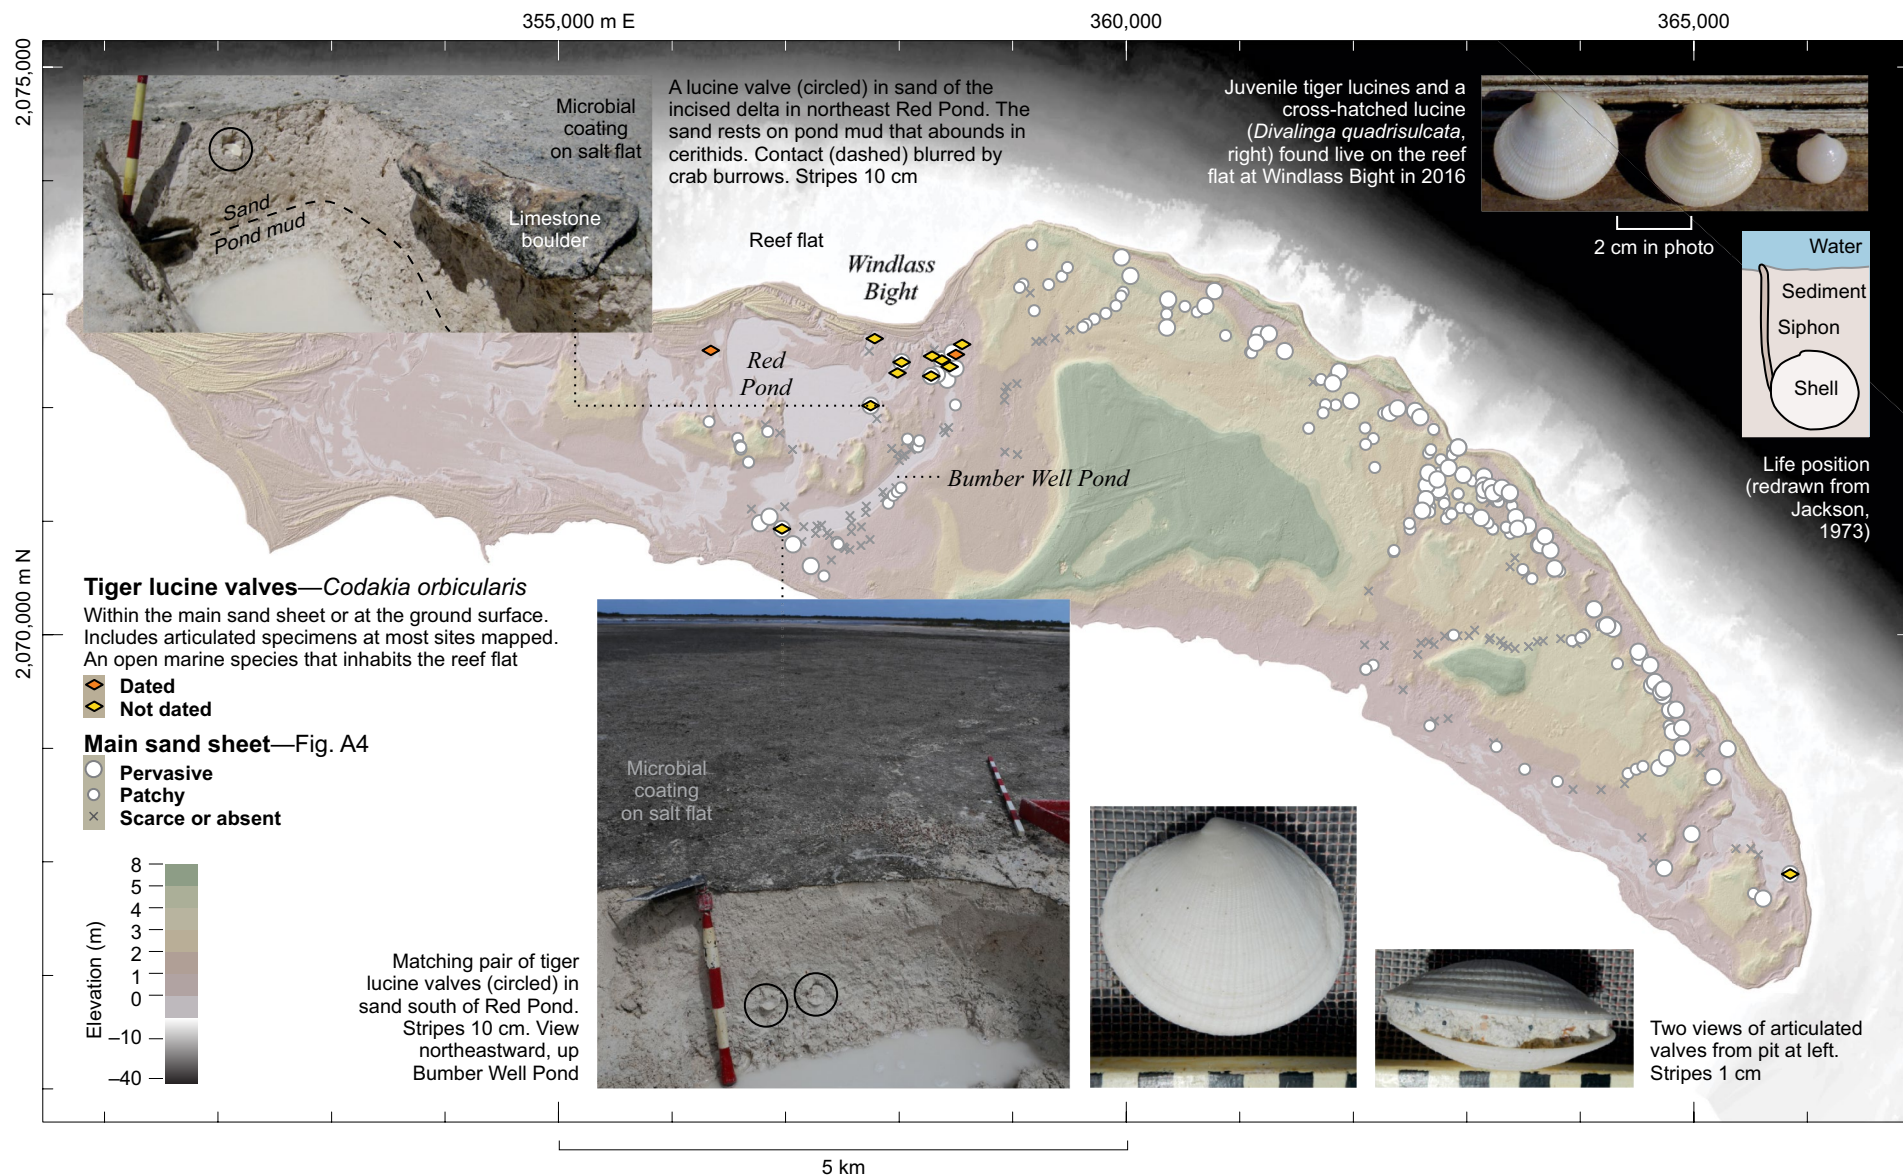 355,000 m E
360,000
365,000
2,075,000
2,070,000 m N
Microbial
coating
on salt flat
Sand
Pond mud
Limestone
boulder
A lucine valve (circled) in sand of the
incised delta in northeast Red Pond. The
sand rests on pond mud that abounds in
cerithids. Contact (dashed) blurred by
crab burrows. Stripes 10 cm
Juvenile tiger lucines and a
cross-hatched lucine
(Divalinga quadrisulcata,
right) found live on the reef
flat at Windlass Bight in 2016
2 cm in photo
Water
Sediment
Siphon
Shell
Life position
(redrawn from
Jackson,
1973)
Reef flat
Windlass
Bight
Red
Pond
Bumber Well Pond
Tiger lucine valves—Codakia orbicularis
Within the main sand sheet or at the ground surface.
Includes articulated specimens at most sites mapped.
An open marine species that inhabits the reef flat
Dated
Not dated
Main sand sheet—Fig. A4
Pervasive
Patchy
Scarce or absent
Elevation (m)
8
5
4
3
2
1
0
–10
–40
Matching pair of tiger
lucine valves (circled) in
sand south of Red Pond.
Stripes 10 cm. View
northeastward, up
Bumber Well Pond
Microbial
coating
on salt flat
Two views of articulated
valves from pit at left.
Stripes 1 cm
5 km